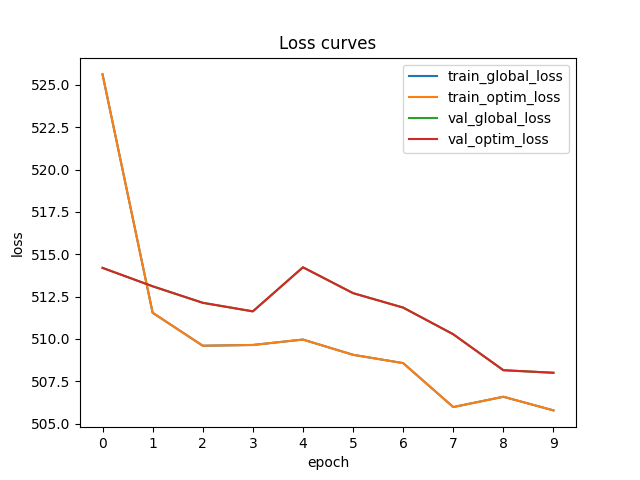 Loss curves
train_global_loss
train_optim_loss
val_global_loss
val_optim_loss
525.0
522.5
520.0
517.5
515.0
512.5
510.0
507.5
505.0
loss
0 1 2 3 4 5 6 7 8 9
epoch